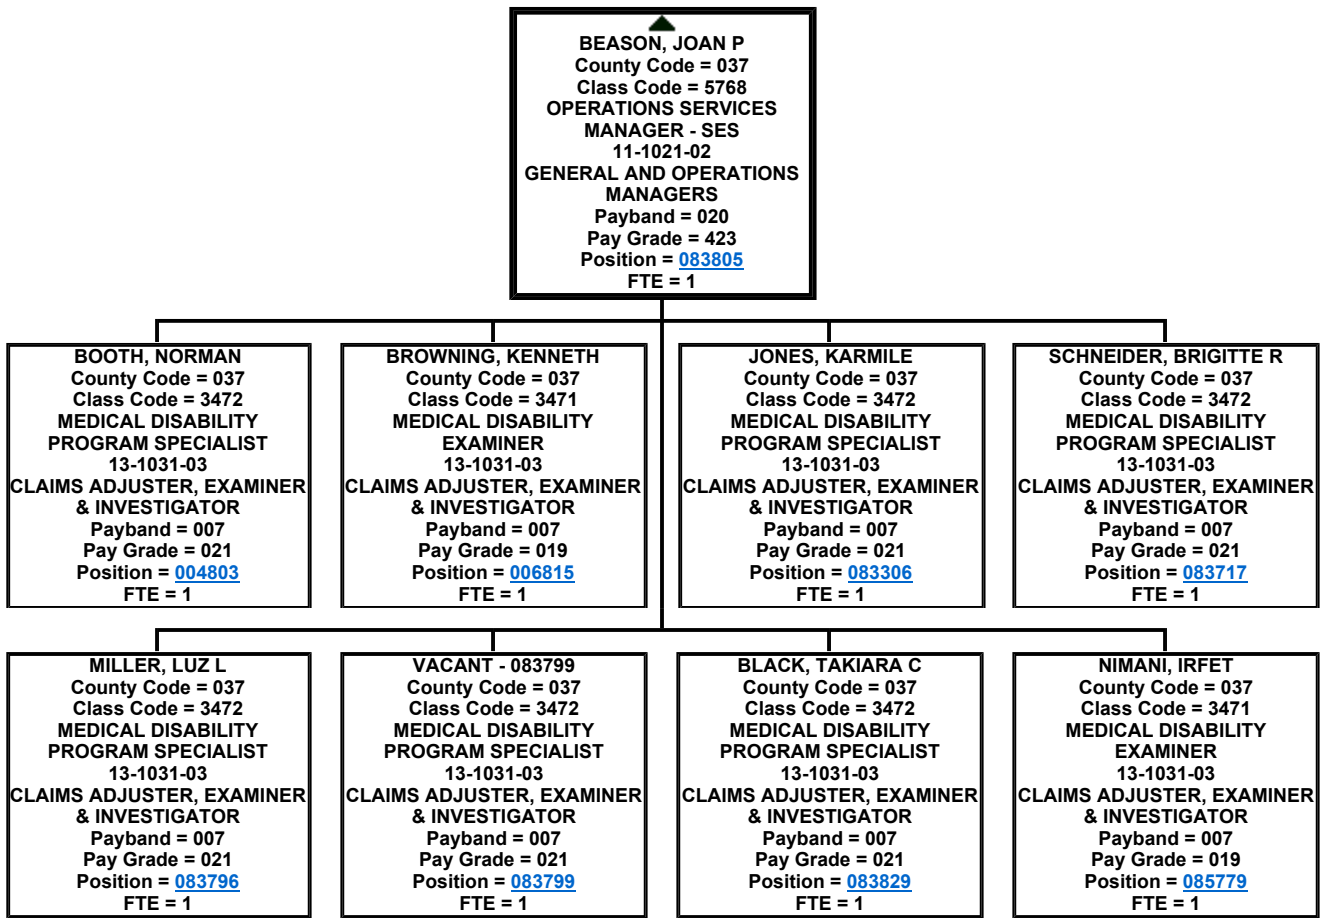 BEASON, JOAN P
County Code = 037
Class Code = 5768
OPERATIONS SERVICES
MANAGER - SES
11-1021-02
GENERAL AND OPERATIONS
MANAGERS
Payband = 020
Pay Grade = 423
Position = 083805
FTE = 1
BOOTH, NORMAN
County Code = 037
Class Code = 3472
MEDICAL DISABILITY
PROGRAM SPECIALIST
13-1031-03
CLAIMS ADJUSTER, EXAMINER
& INVESTIGATOR
Payband = 007
Pay Grade = 021
Position = 004803
FTE = 1
BROWNING, KENNETH
County Code = 037
Class Code = 3471
MEDICAL DISABILITY
EXAMINER
13-1031-03
CLAIMS ADJUSTER, EXAMINER
& INVESTIGATOR
Payband = 007
Pay Grade = 019
Position = 006815
FTE = 1
JONES, KARMILE
County Code = 037
Class Code = 3472
MEDICAL DISABILITY
PROGRAM SPECIALIST
13-1031-03
CLAIMS ADJUSTER, EXAMINER
& INVESTIGATOR
Payband = 007
Pay Grade = 021
Position = 083306
FTE = 1
SCHNEIDER, BRIGITTE R
County Code = 037
Class Code = 3472
MEDICAL DISABILITY
PROGRAM SPECIALIST
13-1031-03
CLAIMS ADJUSTER, EXAMINER
& INVESTIGATOR
Payband = 007
Pay Grade = 021
Position = 083717
FTE = 1
MILLER, LUZ L
County Code = 037
Class Code = 3472
MEDICAL DISABILITY
PROGRAM SPECIALIST
13-1031-03
CLAIMS ADJUSTER, EXAMINER
& INVESTIGATOR
Payband = 007
Pay Grade = 021
Position = 083796
FTE = 1
VACANT - 083799
County Code = 037
Class Code = 3472
MEDICAL DISABILITY
PROGRAM SPECIALIST
13-1031-03
CLAIMS ADJUSTER, EXAMINER
& INVESTIGATOR
Payband = 007
Pay Grade = 021
Position = 083799
FTE = 1
BLACK, TAKIARA C
County Code = 037
Class Code = 3472
MEDICAL DISABILITY
PROGRAM SPECIALIST
13-1031-03
CLAIMS ADJUSTER, EXAMINER
& INVESTIGATOR
Payband = 007
Pay Grade = 021
Position = 083829
FTE = 1
NIMANI, IRFET
County Code = 037
Class Code = 3471
MEDICAL DISABILITY
EXAMINER
13-1031-03
CLAIMS ADJUSTER, EXAMINER
& INVESTIGATOR
Payband = 007
Pay Grade = 019
Position = 085779
FTE = 1